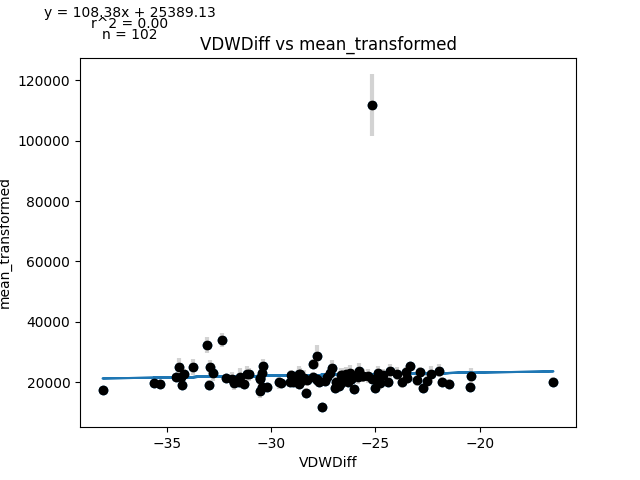 y = 108.38x + 25389.13
r^2 = 0.00
n = 102
VDWDiff vs mean_transformed
120000
100000
80000
60000
40000
20000
mean_transformed
−35
−30
−25
−20
VDWDiff